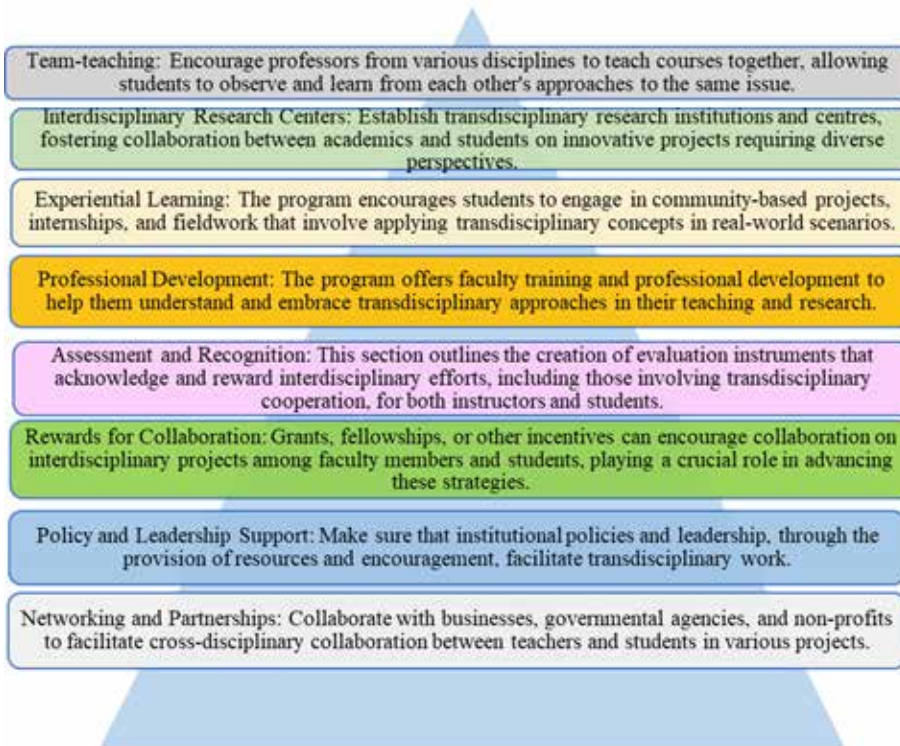 Team-teaching: Encourage professors from various disciplines to teach courses together, allowing
students to observe and learn from each other's approaches to the same issue.
Interdisciplinary Research Centers: Establish transdisciplinary research institutions and centres,
fostering collaboration between academics and students on innovative projects requiring diverse
perspectives.
Experiential Learning: The program encourages students to engage in community-based projects,
internships, and fieldwork that involve applying transdisciplinary concepts in real-world scenarios.
Professional Development: The program offers faculty training and professional development to
help them understand and embrace transdisciplinary approaches in their teaching and research.
Assessment and Recognition: This section outlines the creation of evaluation instruments that
acknowledge and reward interdisciplinary efforts, including those involving transdisciplinary
cooperation, for both instructors and students.
Rewards for Collaboration: Grants, fellowships, or other incentives can encourage collaboration on
interdisciplinary projects among faculty members and students, playing a crucial role in advancing
these strategies.
Policy and Leadership Support: Make sure that institutional policies and leadership, through the
provision of resources and encouragement, facilitate transdisciplinary work.
Networking and Partnerships: Collaborate with businesses, governmental agencies, and non-profits
to facilitate cross-disciplinary collaboration between teachers and students in various projects.